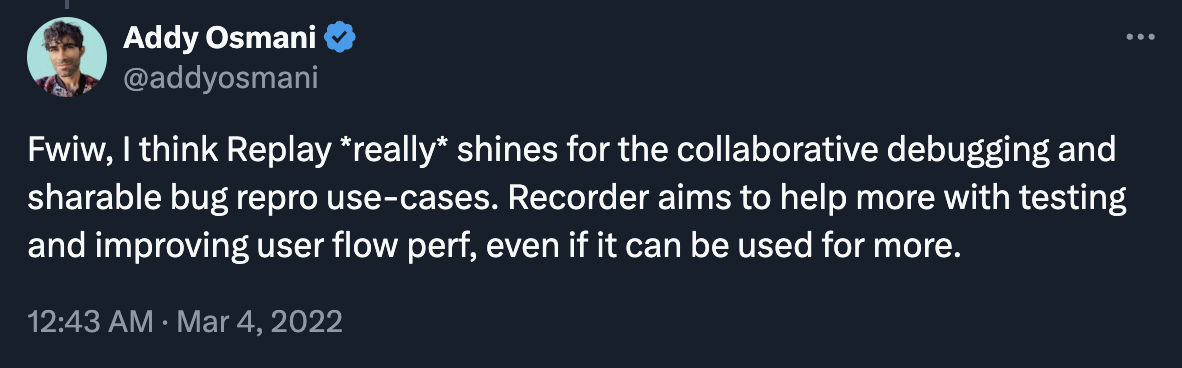 Addy Osmani
@addyosmani
Fwiw, I think Replay *really* shines for the collaborative debugging and
sharable bug repro use-cases. Recorder aims to help more with testing
and improving user flow perf, even if it can be used for more.
12:43 AM · Mar 4, 2022